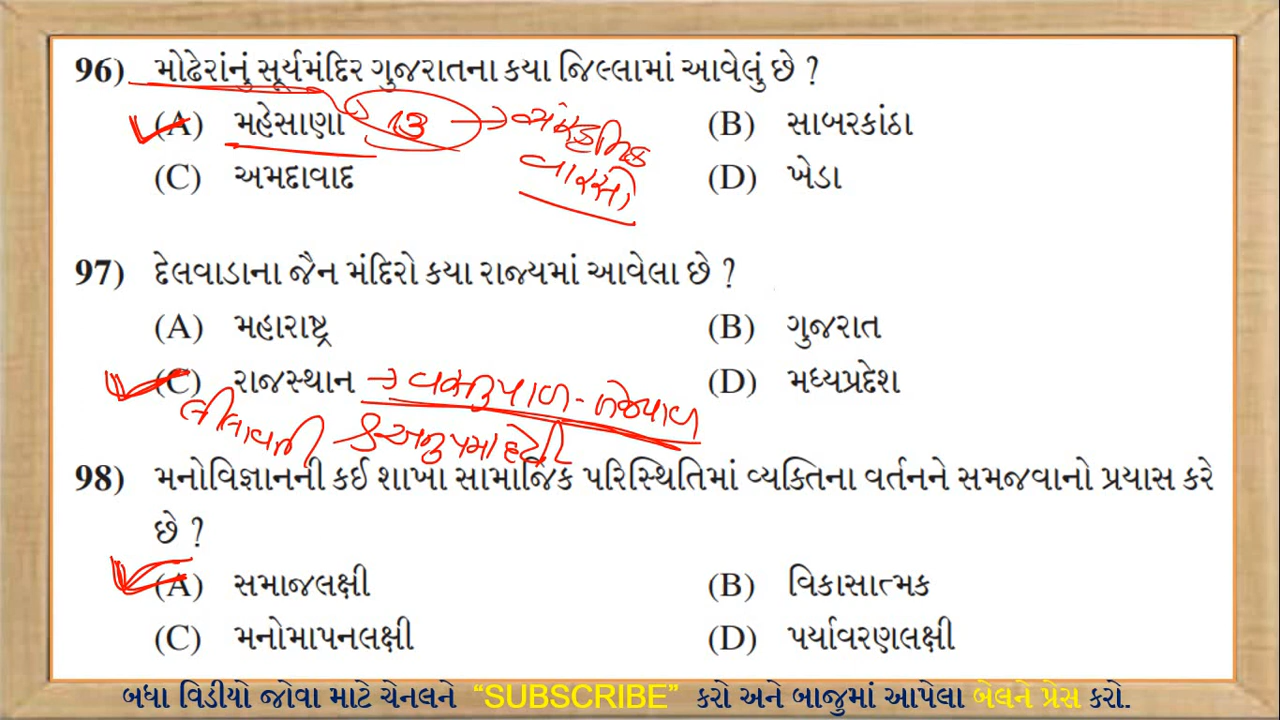 96) મોઢેરાંનું સૂર્યમંદિર ગુજરાતના કયા જિલ્લામાં આવેલું છે ?
(A) મહેસાણા (B) સાબરકાંઠા
(C) અમદાવાદ (D) ખેડા
વારસો
97) દેલવાડાના જૈન મંદિરો કયા રાજ્યમાં આવેલા છે ?
(A) મહારાષ્ટ્ર (B) ગુજરાત
(C) રાજસ્થાન (D) મધ્યપ્રદેશ
98) મનોવિજ્ઞાનની કઈ શાખા સામાજિક પરિસ્થિતિમાં વ્યક્તિના વર્તનને સમજવાનો પ્રયાસ કરે
છે ?
(A) સમાજલક્ષી (B) વિકાસાત્મક
(C) મનોમાપનલક્ષી (D) પર્યાવરણલક્ષી
બધા વિડીયો જોવા માટે ચેનલને “SUBSCRIBE” કરો અને બાજુમાં આપેલા બેલને પ્રેસ કરો.